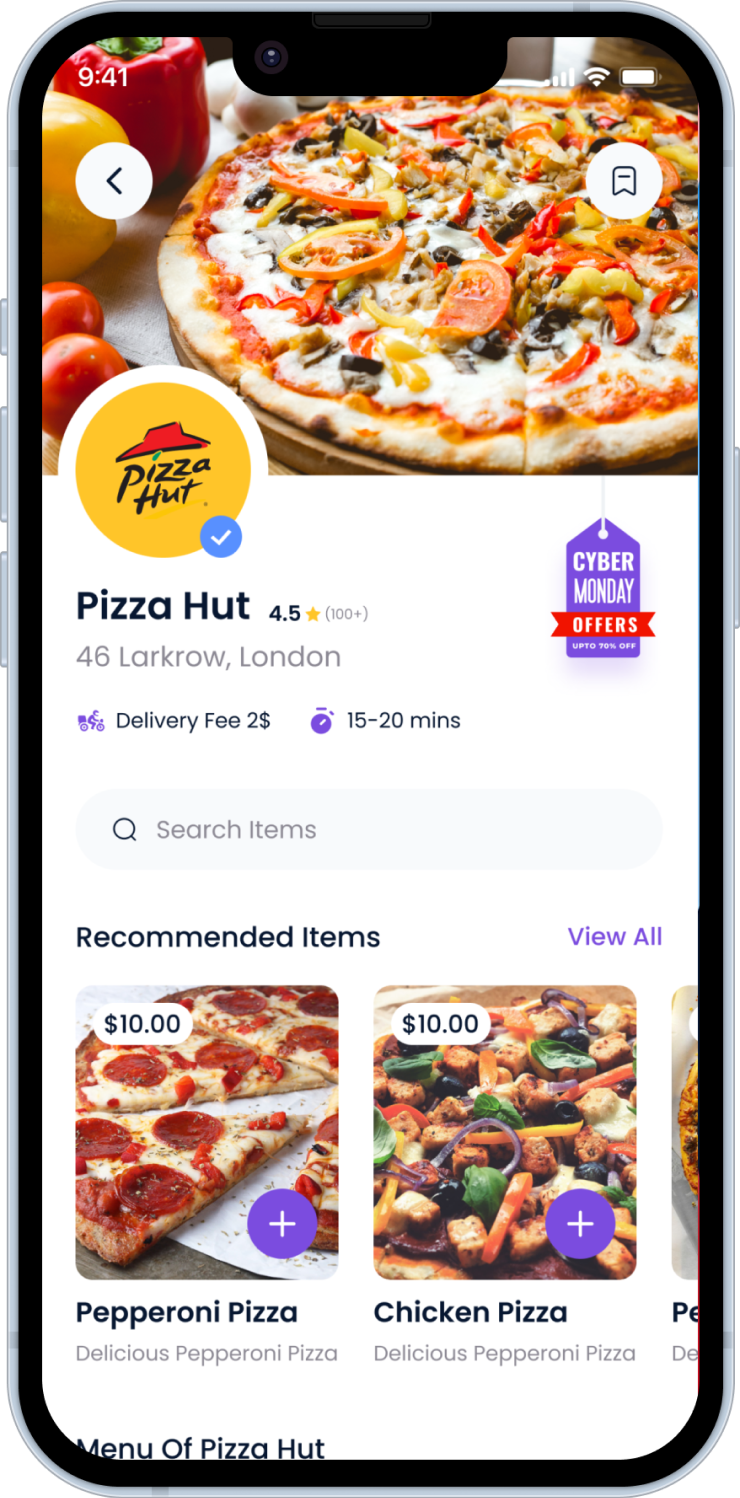 9:41
Pizza
Hut
CYBER
MONDAY
OFFERS
UPTO 70% OFF
Pizza Hut 4.5 (100+)
46 Larkrow, London
Delivery Fee 2$ 15-20 mins
Search Items
Recommended Items View All
$10.00 $10.00
Pepperoni Pizza Chicken Pizza Pe
Delicious Pepperoni Pizza Delicious Pepperoni Pizza De
Menu Of Pizza Hut